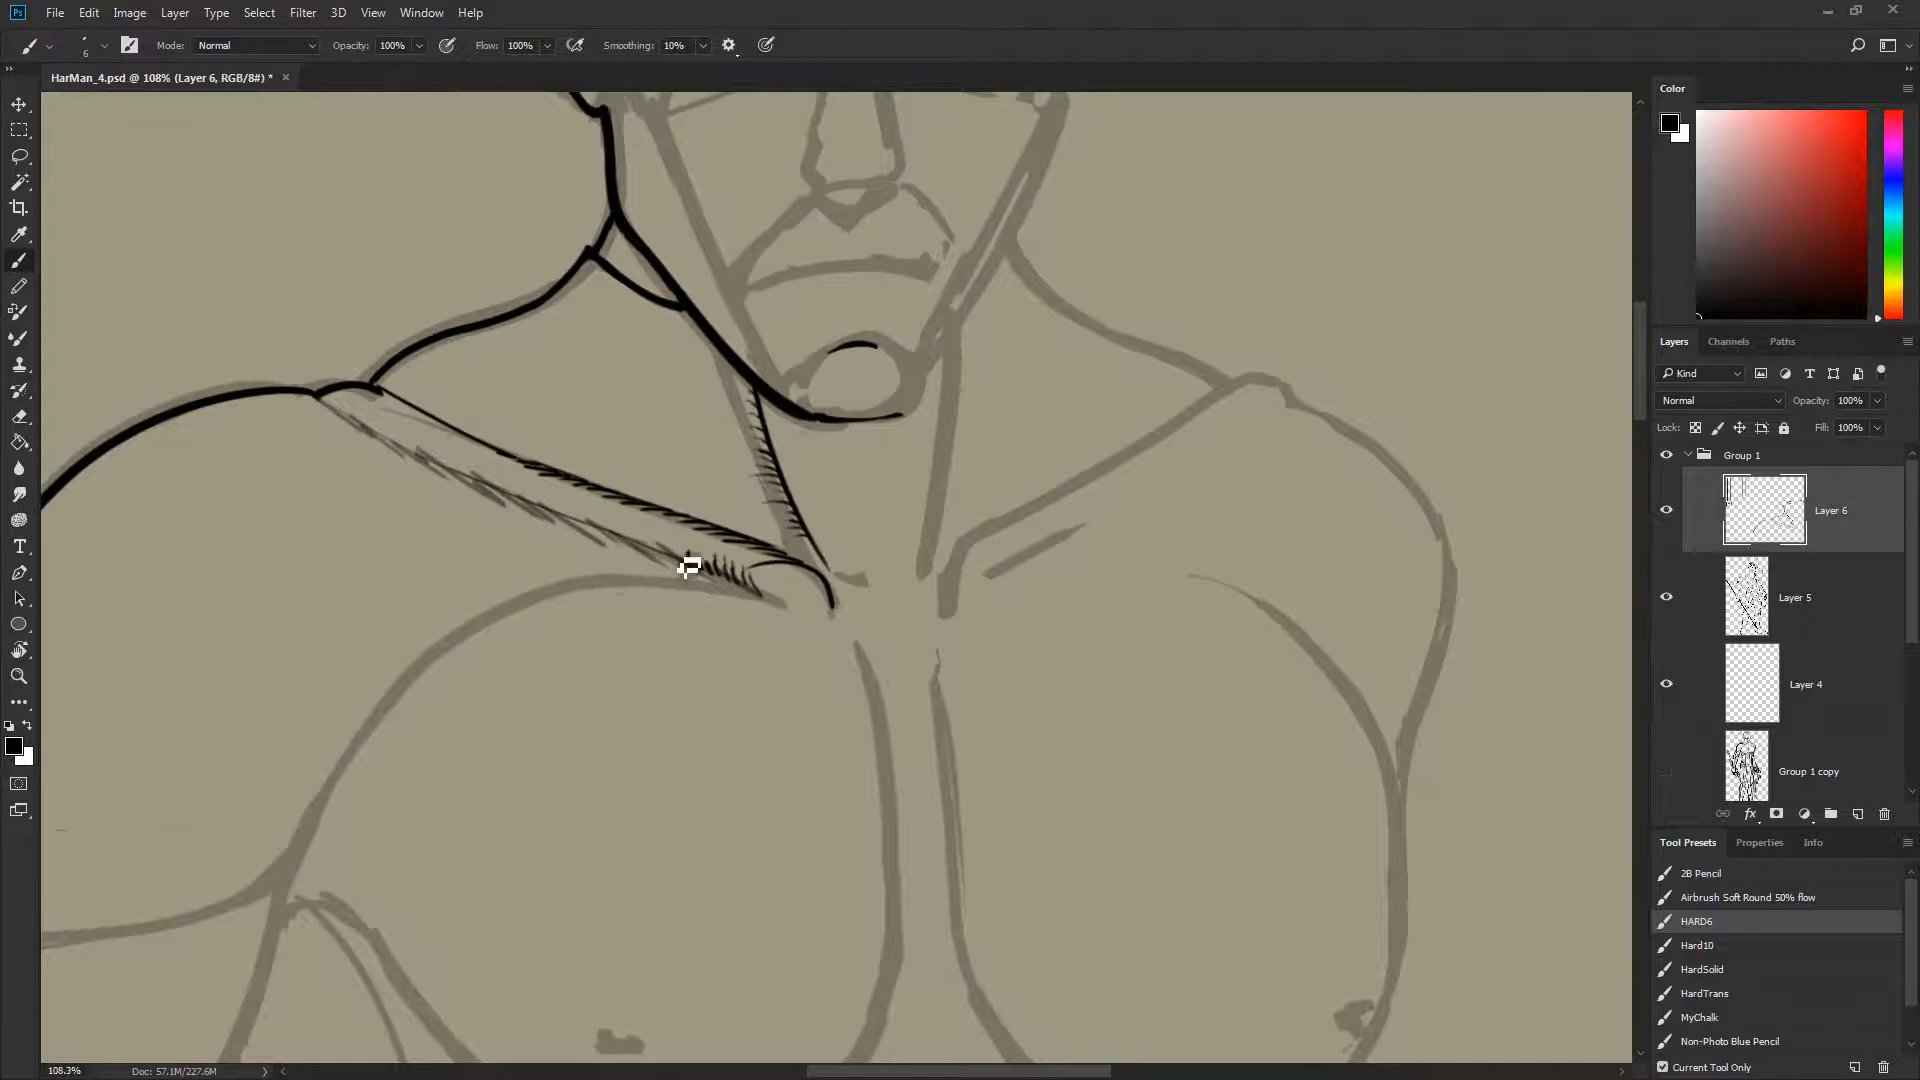 Ps File Edit Image Layer Type Select Filter 3D View Window Help
6 Mode: Normal Opacity: 100% Flow: 100% Smoothing: 10%
HarMan_4.psd @ 108% (Layer 6, RGB/8#) *
Color
Layers Channels Paths
Kind
Normal Opacity: 100%
Lock: Fill: 100%
Group 1
Layer 6
Layer 5
Layer 4
Group 1 copy
fx
Tool Presets Properties Info
2B Pencil
Airbrush Soft Round 50% flow
HARD6
Hard10
HardSolid
HardTrans
MyChalk
Non-Photo Blue Pencil
Current Tool Only
108.3% Doc: 57.1M/227.6M